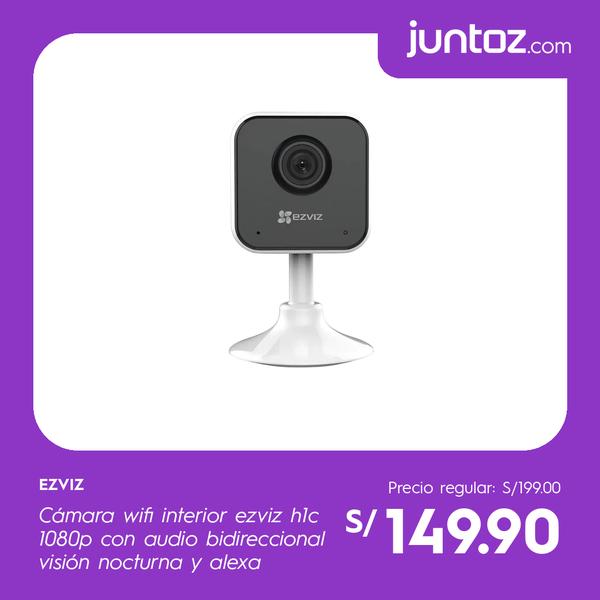 juntoz.com
ezviz
EZVIZ
Cámara wifi interior ezviz h1c
1080p con audio bidireccional
visión nocturna y alexa
Precio regular: S/199.00
S/149.90